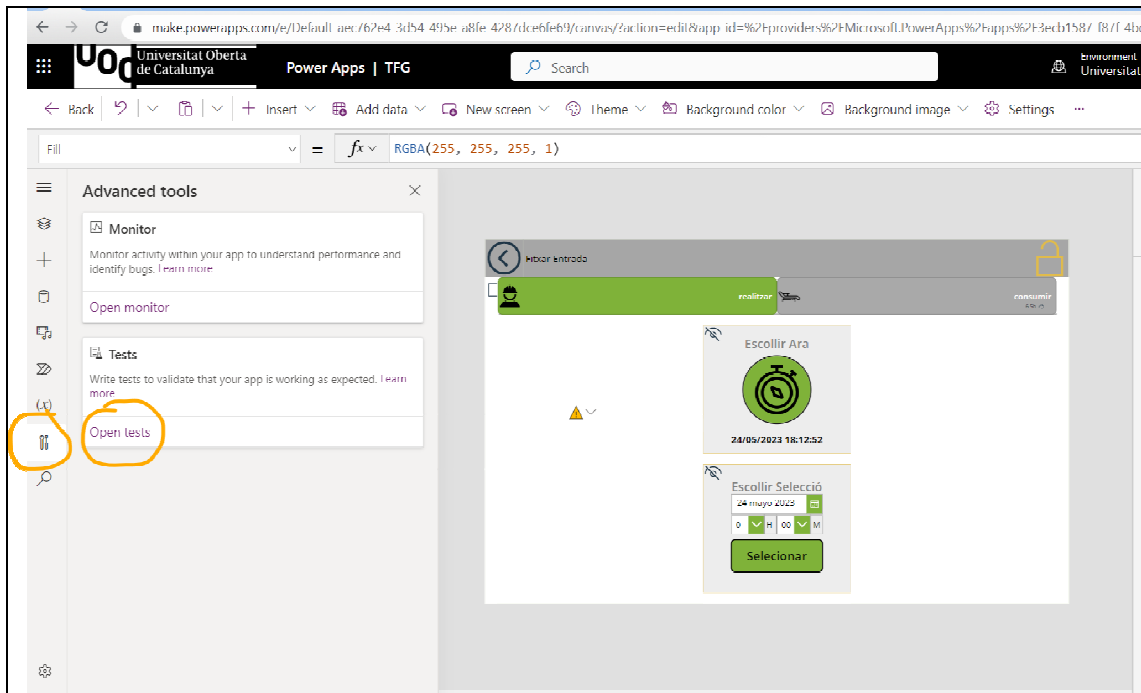 make.powerapps.com/e/Default-aec762e4-3d54-495e-a8fe-4287dce6fe69/canvas/?action=edit&app-id=%2Fproviders%2FMicrosoft.PowerApps%2Fapps%2F3ecb1587-f87f-4b
UOC Universitat Oberta
de Catalunya
Power Apps | TFG
Search
Environment
Universitat
Back
Insert
Add data
New screen
Theme
Background color
Background image
Settings
Fill
=
fx
RGBA(255, 255, 255, 1)
Advanced tools
Monitor
Monitor activity within your app to understand performance and
identify bugs. Learn more
Open monitor
Tests
Write tests to validate that your app is working as expected. Learn
more
Open tests
(x)
Fitxar Entrada
realitzar
consumir
Escollir Ara
24/05/2023 18:12:52
Escollir Selecció
24 mayo 2023
0 H 00 M
Selecionar